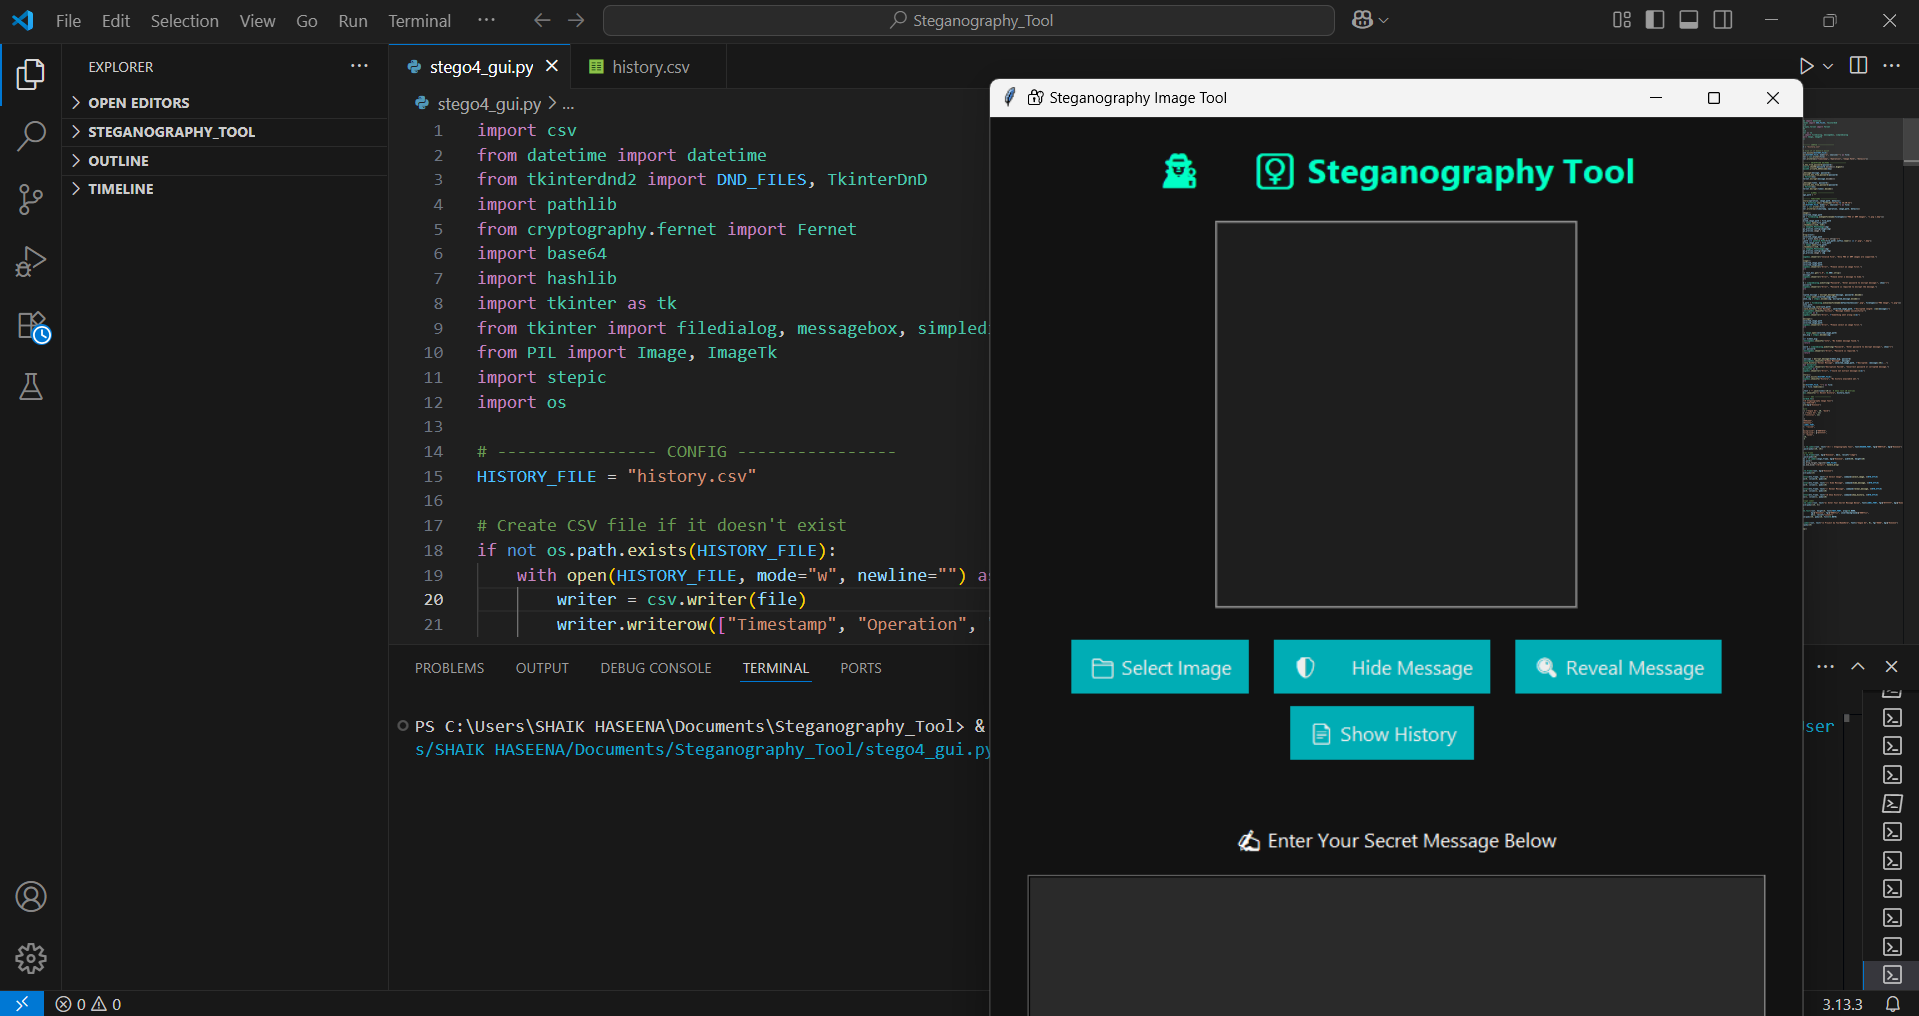 File Edit Selection View Go Run Terminal ··· Steganography_Tool
EXPLORER ···
OPEN EDITORS
STEGANOGRAPHY_TOOL
OUTLINE
TIMELINE
stego4_gui.py history.csv
stego4_gui.py > ...
1 import csv
2 from datetime import datetime
3 from tkinterdnd2 import DND_FILES, TkinterDnD
4 import pathlib
5 from cryptography.fernet import Fernet
6 import base64
7 import hashlib
8 import tkinter as tk
9 from tkinter import filedialog, messagebox, simpledi
10 from PIL import Image, ImageTk
11 import stepic
12 import os
13
14 # ---------------- CONFIG ----------------
15 HISTORY_FILE = "history.csv"
16
17 # Create CSV file if it doesn't exist
18 if not os.path.exists(HISTORY_FILE):
19 with open(HISTORY_FILE, mode="w", newline="") as
20 writer = csv.writer(file)
21 writer.writerow(["Timestamp", "Operation",
PROBLEMS OUTPUT DEBUG CONSOLE TERMINAL PORTS
PS C:\Users\SHAIK HASEENA\Documents\Steganography_Tool> &
s/SHAIK HASEENA/Documents/Steganography_Tool/stego4_gui.py
ser
Steganography Image Tool
Steganography Tool
Select Image
Hide Message
Reveal Message
Show History
Enter Your Secret Message Below
0 0
3.13.3